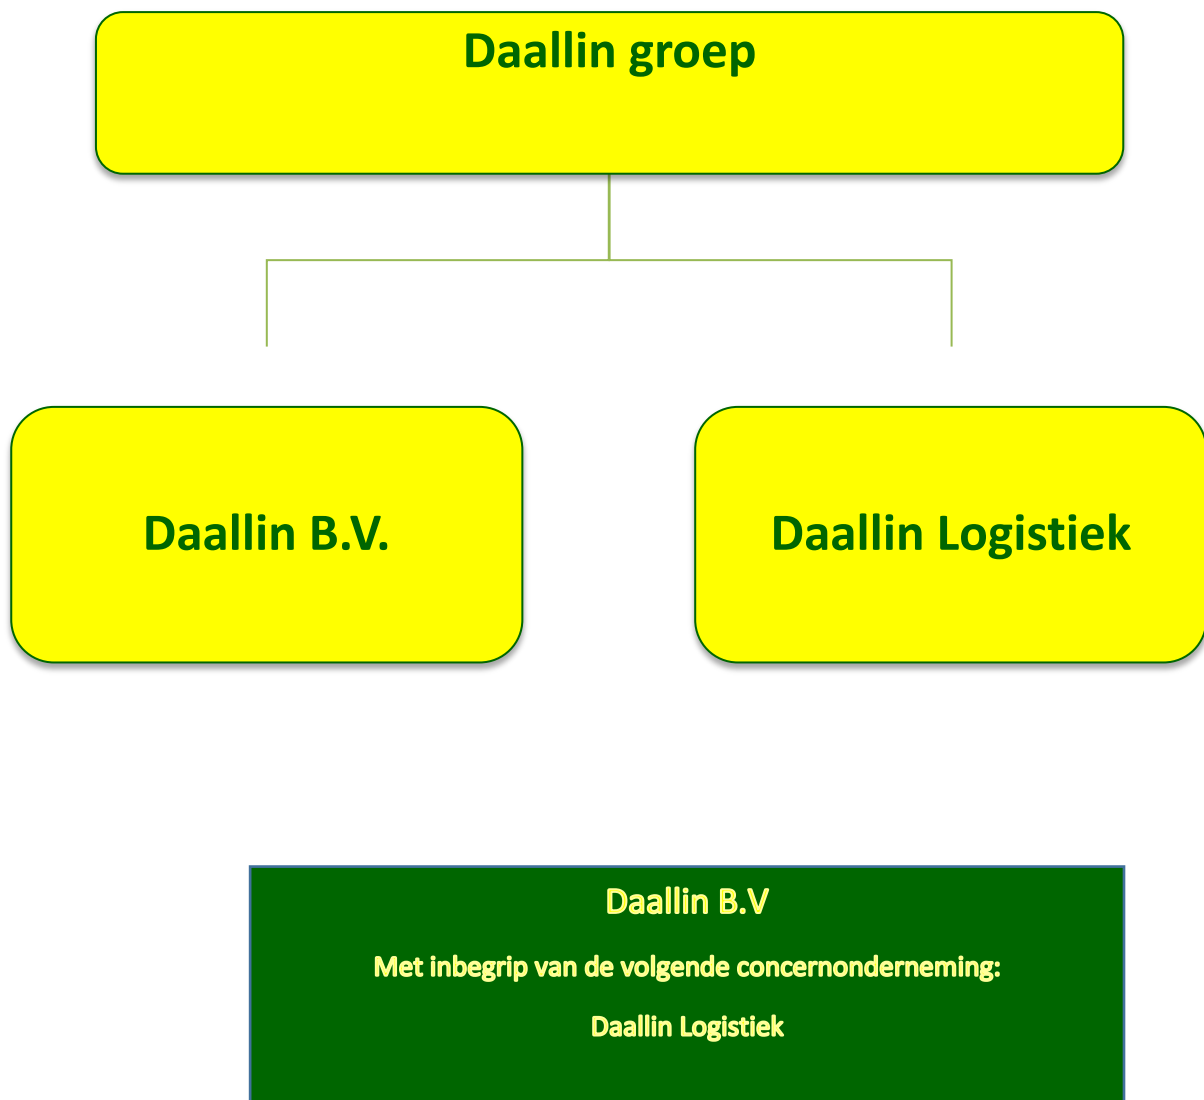 Daallin groep
Daallin B.V.
Daallin Logistiek
Daallin B.V
Met inbegrip van de volgende concernonderneming:
Daallin Logistiek